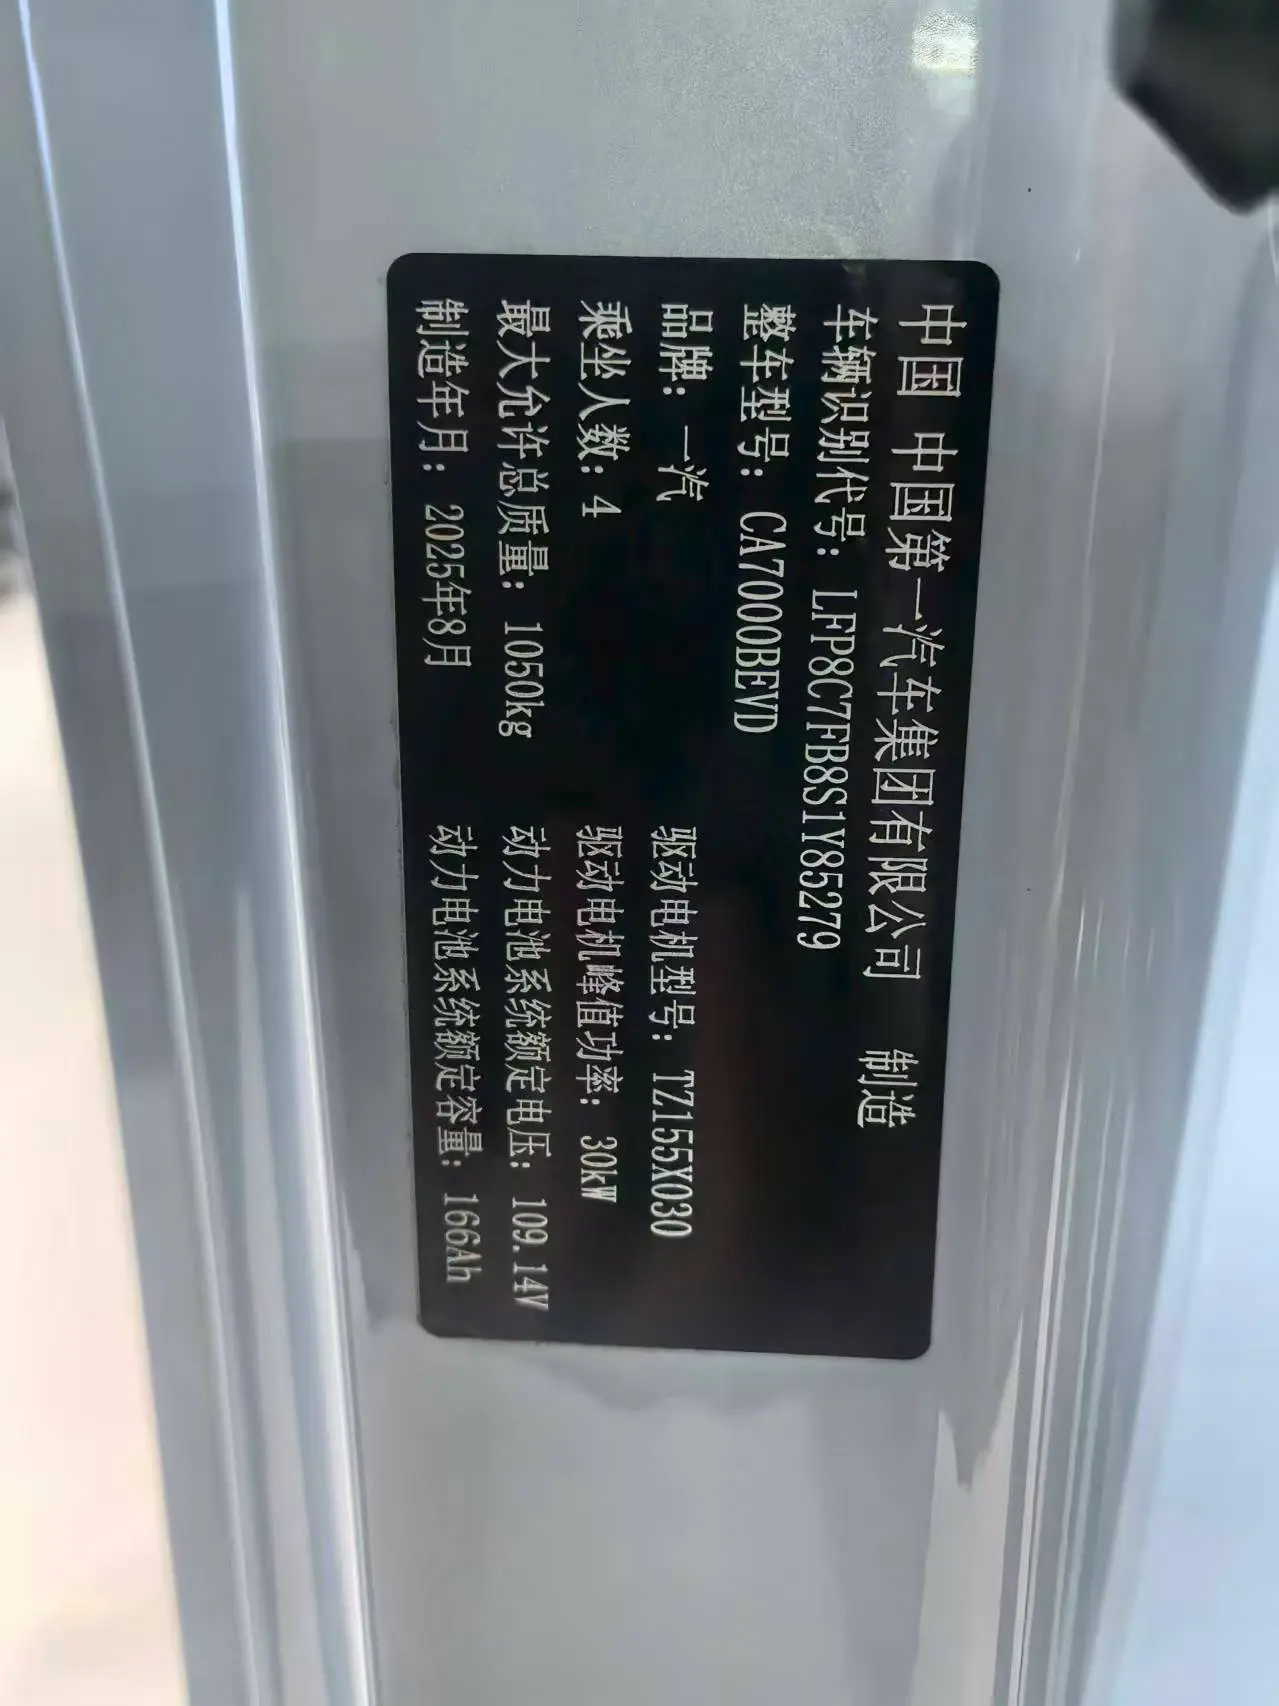 中国 中国第一汽车集团有限公司 制造
车辆识别代号：LFP8C7FB8S1Y85279
整车型号：CA7000BEVD
品牌：一汽
驱动电机型号：TZ155X030
乘坐人数：4
驱动电机峰值功率：30kW
最大允许总质量：1050kg
动力电池系统额定电压：109.14V
制造年月：2025年8月
动力电池系统额定容量：166Ah